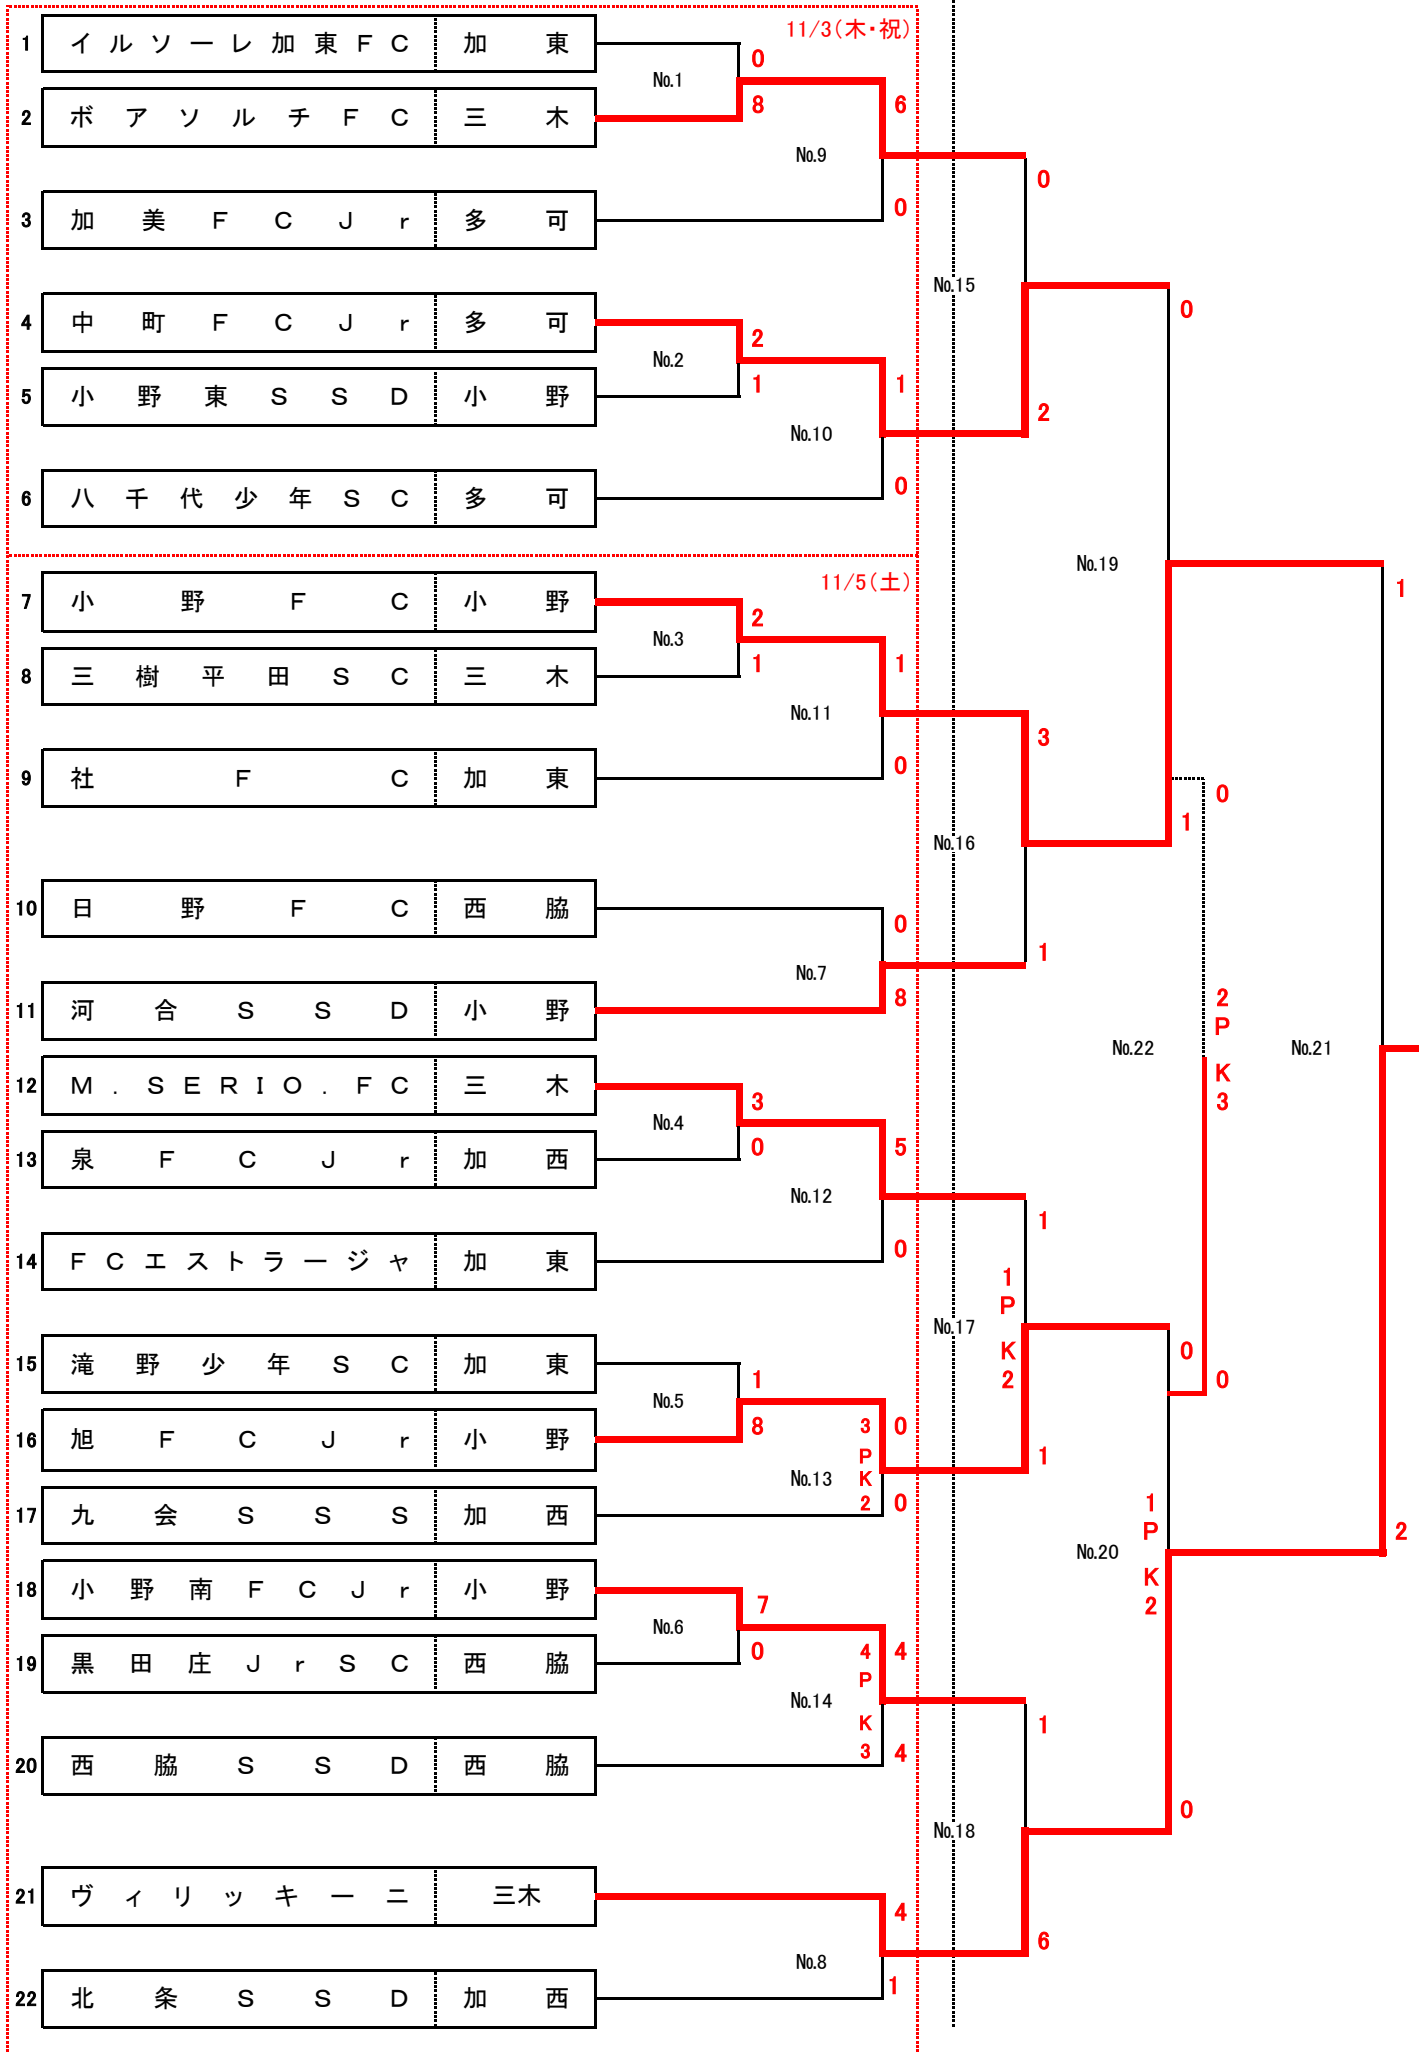 11/3(木・祝)
1 イルソーレ加東FC 加東
0
No.1
8
6
2 ボアソルチFC 三木
No.9
0
3 加美FCJr 多可
0
No.15
0
4 中町FCJr 多可
2
No.2
1
1
2
5 小野東SSD 小野
No.10
0
6 八千代少年SC 多可
No.19
11/5(土)
1
7 小野FC 小野
2
No.3
1
1
8 三樹平田SC 三木
No.11
3
0
9 社FC 加東
0
1
No.16
10 日野FC 西脇
0
1
No.7
8
11 河合SSD 小野
2PK3
No.22
No.21
12 M.SERIO.FC 三木
3
No.4
0
5
13 泉FCJr 加西
No.12
1
0
14 FCエストラージャ 加東
1PK2
No.17
0
0
15 滝野少年SC 加東
1
No.5
8
3PK2
0
16 旭FCJr 小野
1
No.13
0
17 九会SSS 加西
1PK2
2
No.20
18 小野南FCJr 小野
7
No.6
0
4PK3
4
19 黒田庄JrSC 西脇
No.14
1
4
20 西脇SSD 西脇
0
No.18
21 ヴィリッキーニ 三木
4
6
No.8
1
22 北条SSD 加西